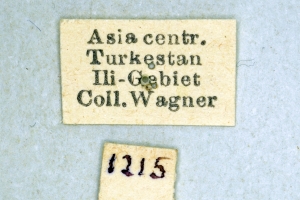 Asia centr.
Turkestan
Ili-Gebiet
Coll. Wagner
1215